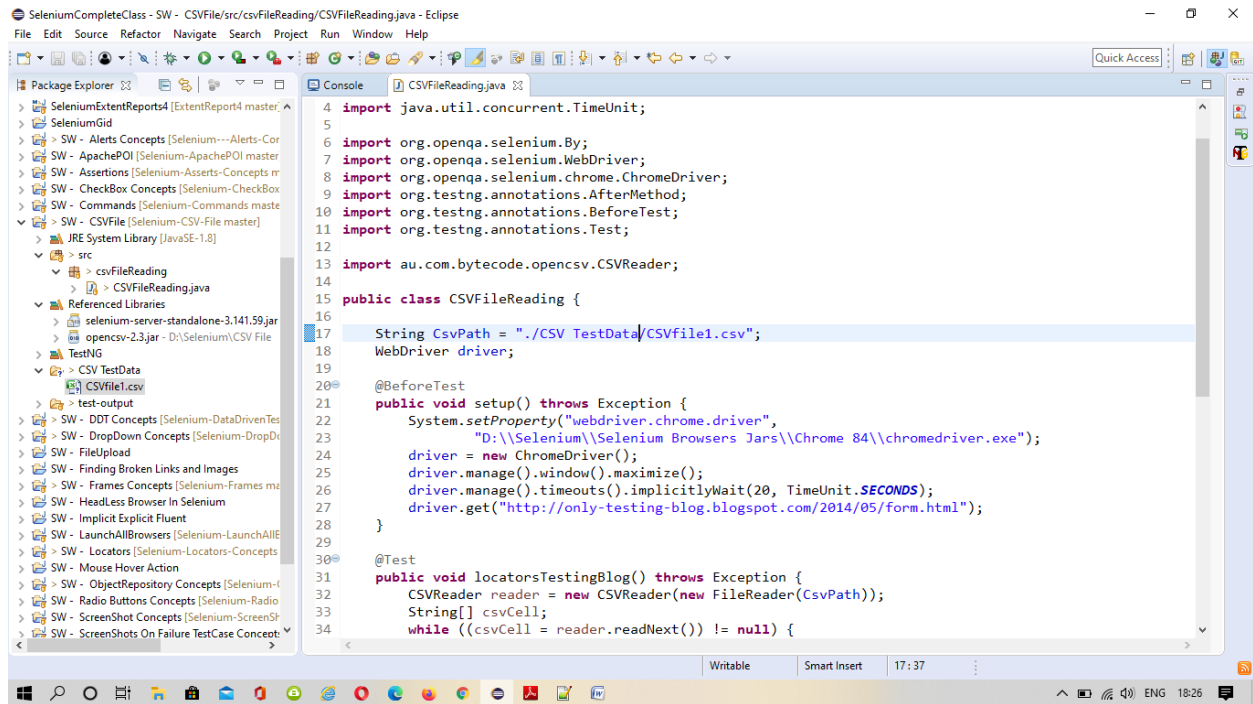 SeleniumCompleteClass - SW - CSVFile/src/csvFileReading/CSVFileReading.java - Eclipse
File Edit Source Refactor Navigate Search Project Run Window Help
Quick Access
Package Explorer
SeleniumExtentReports4 [ExtentReport4 master]
SeleniumGid
> SW - Alerts Concepts [Selenium---Alerts-Cor
SW - ApachePOI [Selenium-ApachePOI master
SW - Assertions [Selenium-Asserts-Concepts m
SW - CheckBox Concepts [Selenium-CheckBox
SW - Commands [Selenium-Commands maste
> SW - CSVFile [Selenium-CSV-File master]
JRE System Library [JavaSE-1.8]
> src
> csvFileReading
> CSVFileReading.java
Referenced Libraries
selenium-server-standalone-3.141.59.jar
opencsv-2.3.jar - D:\Selenium\CSV File
TestNG
> CSV TestData
CSVfile1.csv
> test-output
> SW - DDT Concepts [Selenium-DataDrivenTes
> SW - DropDown Concepts [Selenium-DropDo
SW - FileUpload
SW - Finding Broken Links and Images
> SW - Frames Concepts [Selenium-Frames ma
SW - HeadLess Browser In Selenium
SW - Implicit Explicit Fluent
SW - LaunchAllBrowsers [Selenium-LaunchAllE
> SW - Locators [Selenium-Locators-Concepts
SW - Mouse Hover Action
> SW - ObjectRepository Concepts [Selenium-
SW - Radio Buttons Concepts [Selenium-Radio
SW - ScreenShot Concepts [Selenium-ScreenSh
SW - ScreenShots On Failure TestCase Concept
Console CSVFileReading.java
4 import java.util.concurrent.TimeUnit;
5
6 import org.openqa.selenium.By;
7 import org.openqa.selenium.WebDriver;
8 import org.openqa.selenium.chrome.ChromeDriver;
9 import org.testng.annotations.AfterMethod;
10 import org.testng.annotations.BeforeTest;
11 import org.testng.annotations.Test;
12
13 import au.com.bytecode.opencsv.CSVReader;
14
15 public class CSVFileReading {
16
17 String CsvPath = "./CSV TestData/CSVfile1.csv";
18 WebDriver driver;
19
20 @BeforeTest
21 public void setup() throws Exception {
22 System.setProperty("webdriver.chrome.driver",
23 "D:\\Selenium\\Selenium Browsers Jars\\Chrome 84\\chromedriver.exe");
24 driver = new ChromeDriver();
25 driver.manage().window().maximize();
26 driver.manage().timeouts().implicitlyWait(20, TimeUnit.SECONDS);
27 driver.get("http://only-testing-blog.blogspot.com/2014/05/form.html");
28 }
29
30 @Test
31 public void locatorsTestingBlog() throws Exception {
32 CSVReader reader = new CSVReader(new FileReader(CsvPath));
33 String[] csvCell;
34 while ((csvCell = reader.readNext()) != null) {
Writable Smart Insert 17 : 37
ENG 18:26